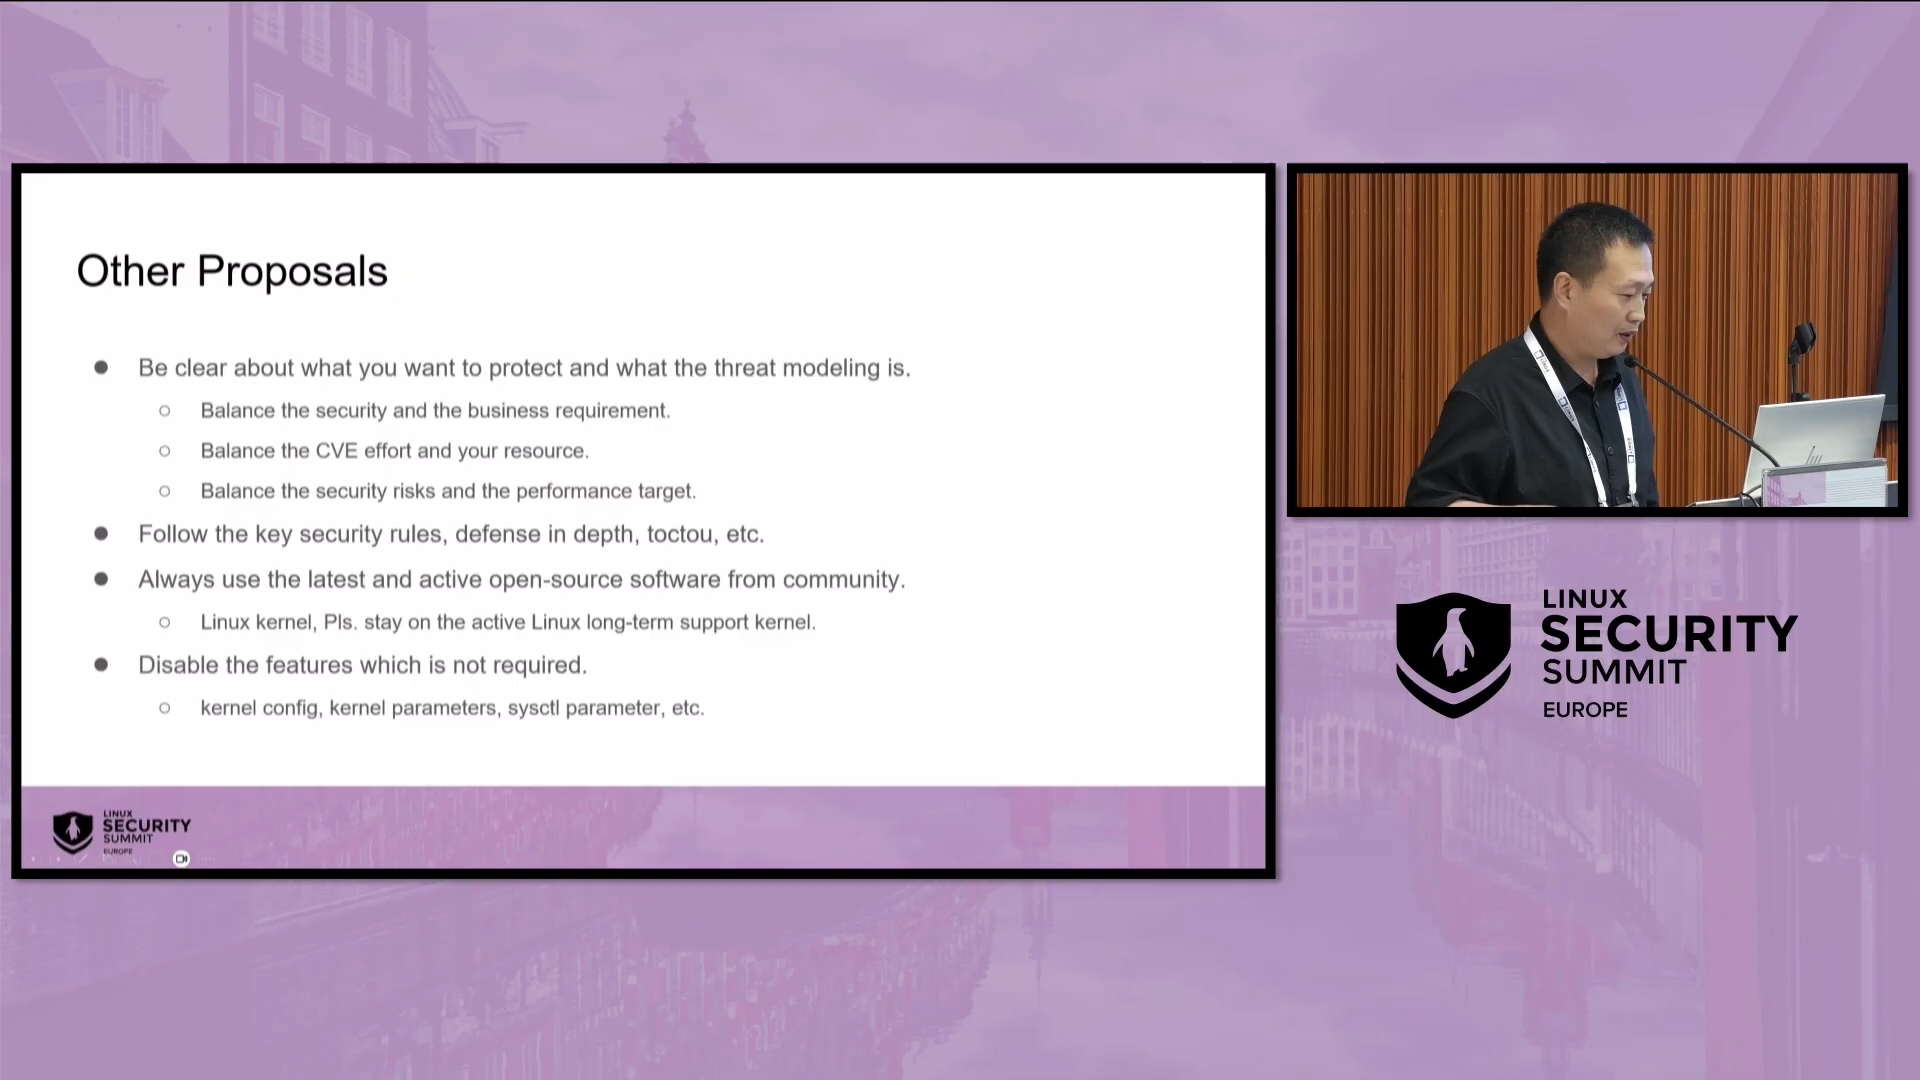 Other Proposals
Be clear about what you want to protect and what the threat modeling is.
Balance the security and the business requirement.
Balance the CVE effort and your resource.
Balance the security risks and the performance target.
Follow the key security rules, defense in depth, toctou, etc.
Always use the latest and active open-source software from community.
Linux kernel, Pls. stay on the active Linux long-term support kernel.
Disable the features which is not required.
kernel config, kernel parameters, sysctl parameter, etc.
LINUX
SECURITY
SUMMIT
EUROPE
LINUX
SECURITY
SUMMIT
EUROPE